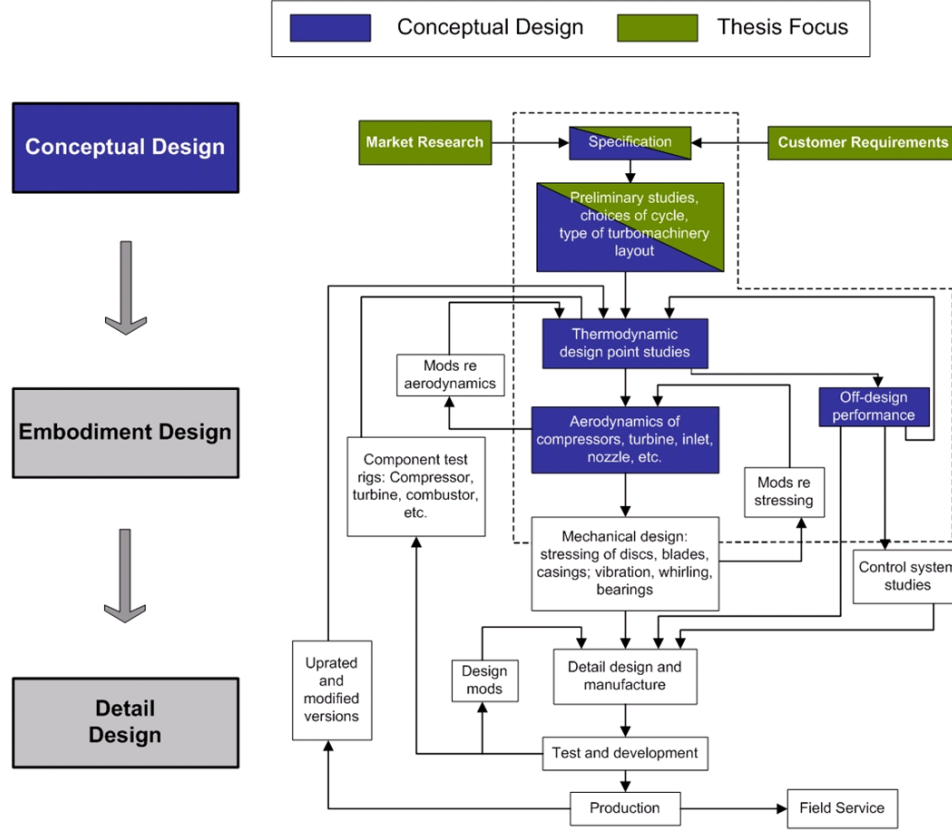 Conceptual Design
Thesis Focus
Conceptual Design
Market Research
Specification
Customer Requirements
Preliminary studies,
choices of cycle,
type of turbomachinery
layout
Thermodynamic
design point studies
Mods re
aerodynamics
Off-design
performance
Embodiment Design
Aerodynamics of
compressors, turbine, inlet,
nozzle, etc.
Component test
rigs: Compressor,
turbine, combustor,
etc.
Mods re
stressing
Mechanical design:
stressing of discs, blades,
casings; vibration, whirling,
bearings
Control system
studies
Uprated
and
modified
versions
Design
mods
Detail design and
manufacture
Detail
Design
Test and development
Production
Field Service